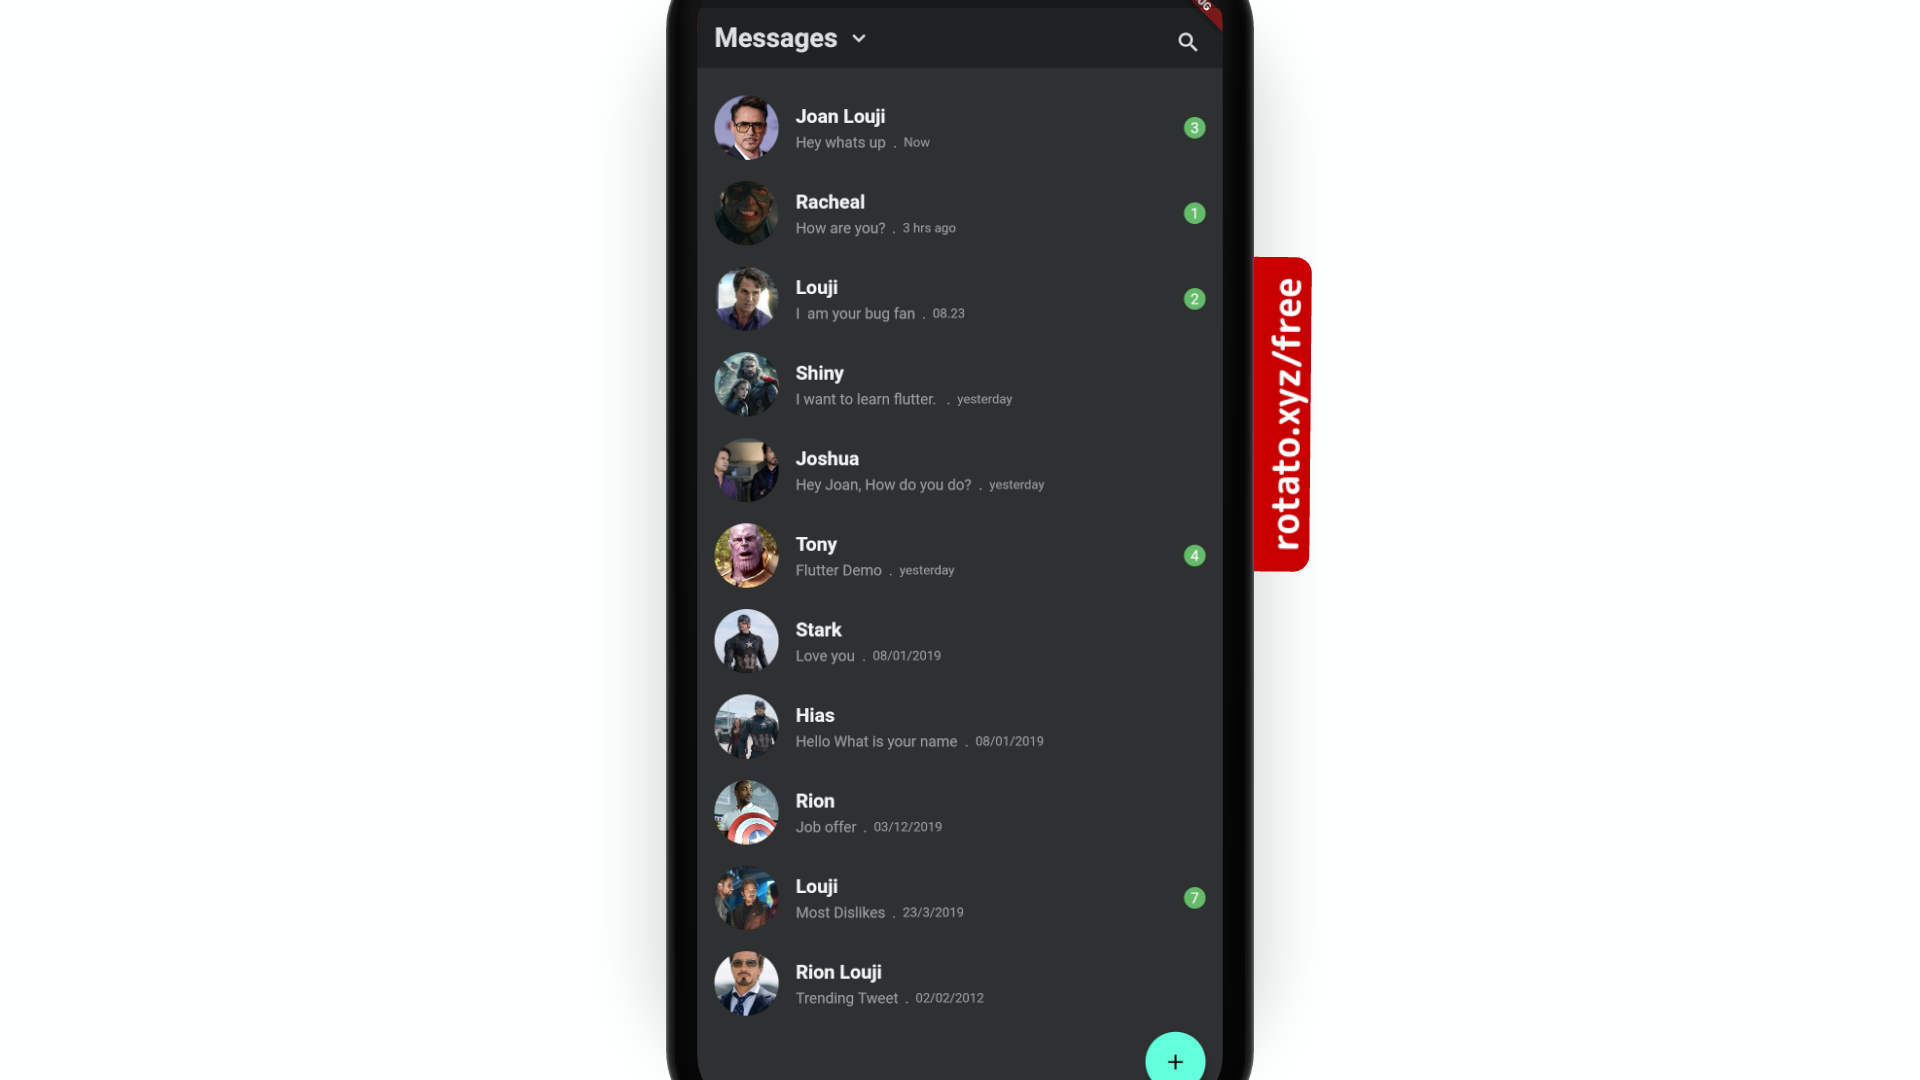 Messages
Joan Louji
Hey whats up . Now
3
Racheal
How are you? . 3 hrs ago
1
Louji
I am your bug fan . 08.23
2
Shiny
I want to learn flutter. . yesterday
Joshua
Hey Joan, How do you do? . yesterday
Tony
Flutter Demo . yesterday
4
Stark
Love you . 08/01/2019
Hias
Hello What is your name . 08/01/2019
Rion
Job offer . 03/12/2019
Louji
Most Dislikes . 23/3/2019
7
Rion Louji
Trending Tweet . 02/02/2012
+
rotato.xyz/free